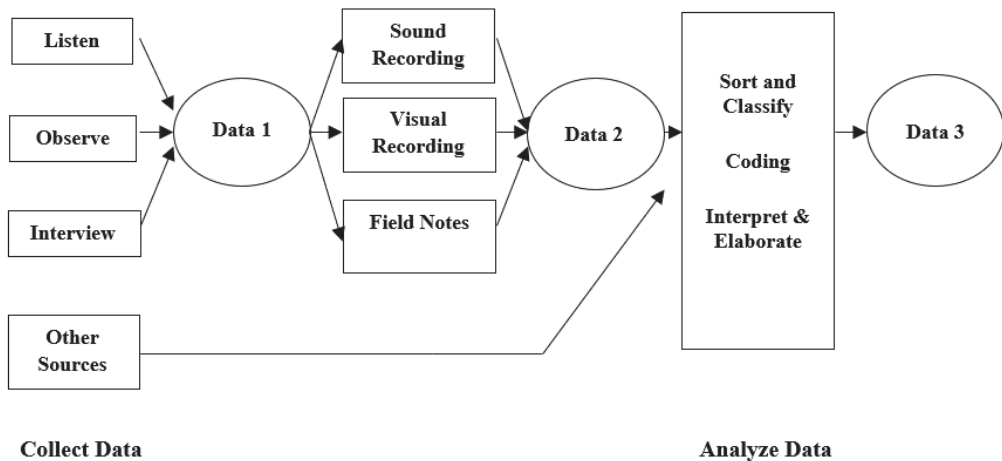 Listen
Observe
Interview
Other
Sources
Data 1
Sound
Recording
Visual
Recording
Field Notes
Data 2
Sort and
Classify
Coding
Interpret &
Elaborate
Data 3
Collect Data
Analyze Data